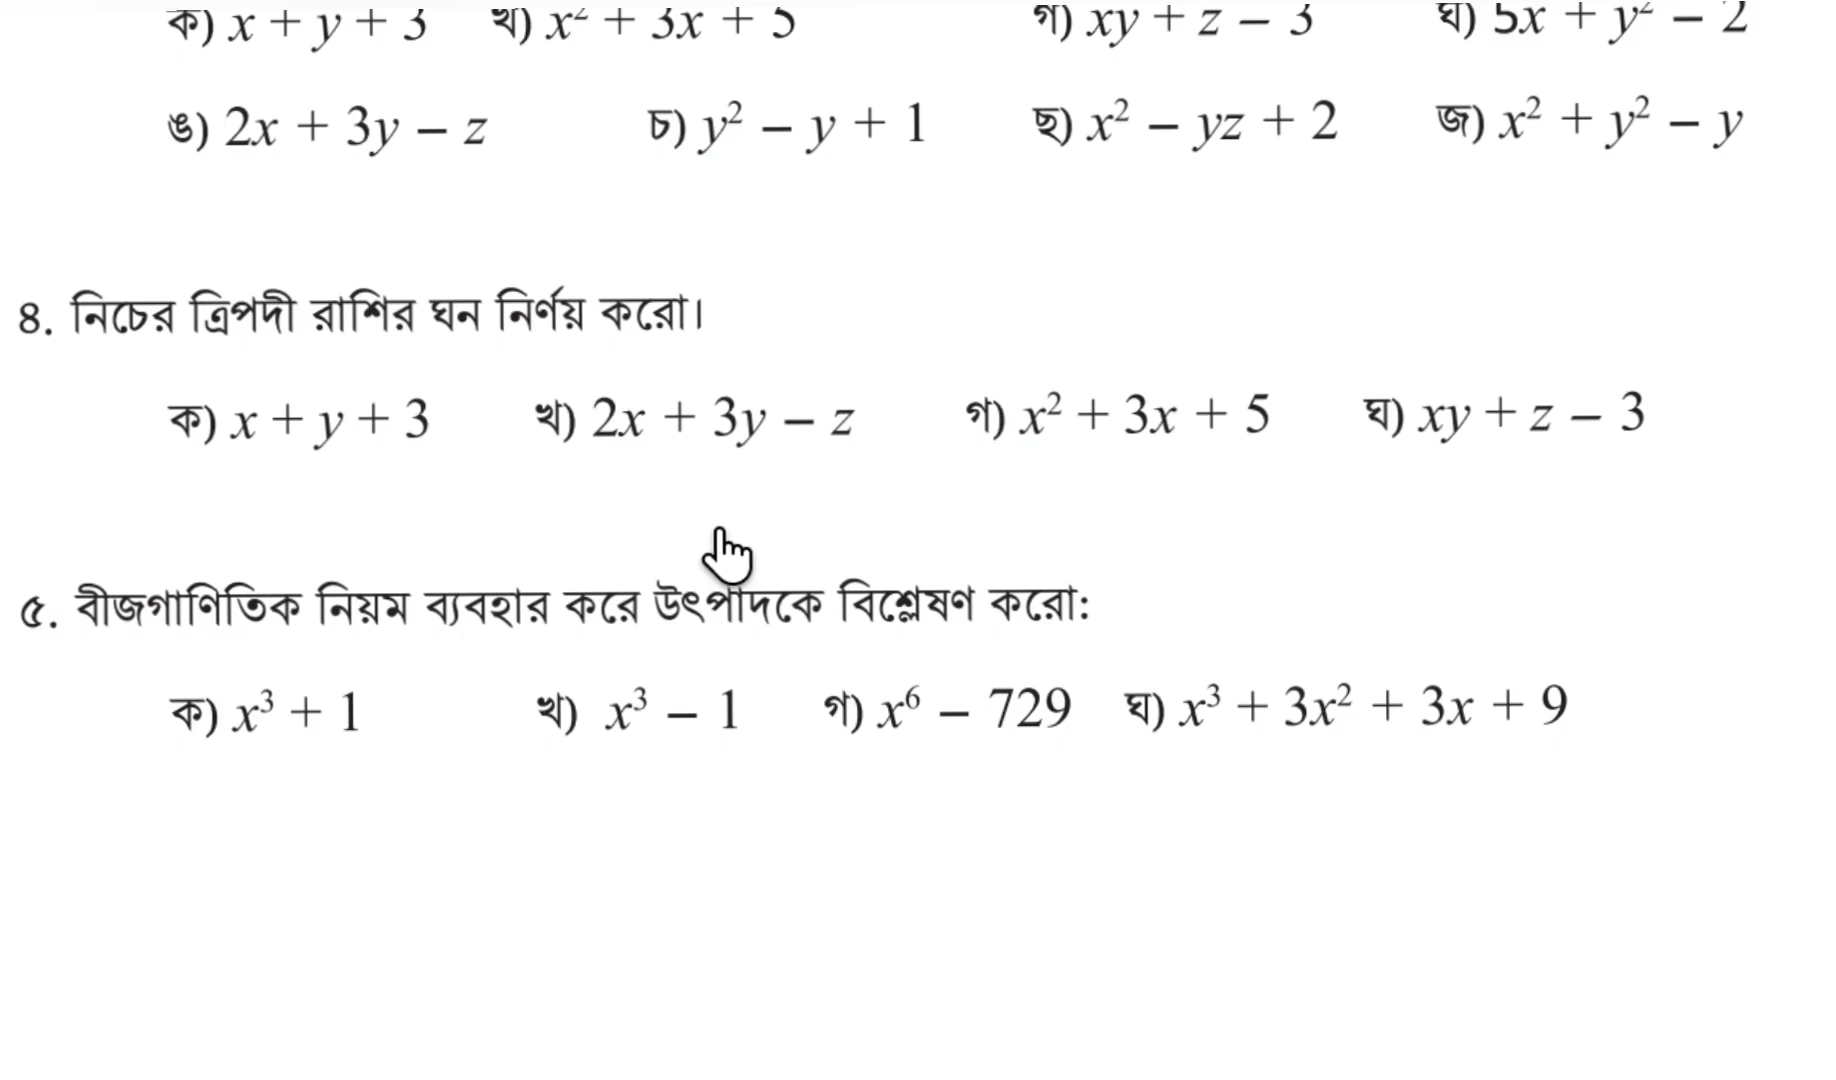 ক) x + y + 3 খ) x² + 3x + 5 গ) xy + z – 3 ঘ) 5x + y² – 2
ঙ) 2x + 3y – z চ) y² – y + 1 ছ) x² – yz + 2 জ) x² + y² – y
৪. নিচের ত্রিপদী রাশির ঘন নির্ণয় করো।
ক) x + y + 3 খ) 2x + 3y – z গ) x² + 3x + 5 ঘ) xy + z – 3
৫. বীজগাণিতিক নিয়ম ব্যবহার করে উৎপাদকে বিশ্লেষণ করো:
ক) x³ + 1 খ) x³ – 1 গ) x⁶ – 729 ঘ) x³ + 3x² + 3x + 9